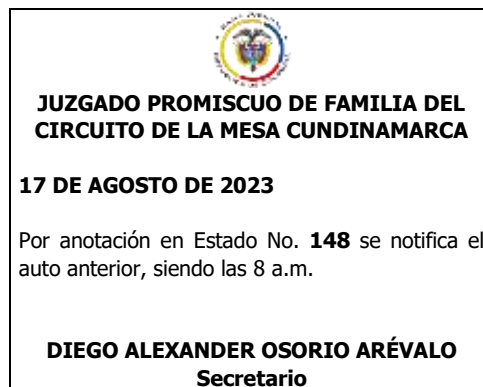 JUZGADO PROMISCUO DE FAMILIA DEL
CIRCUITO DE LA MESA CUNDINAMARCA
17 DE AGOSTO DE 2023
Por anotación en Estado No. 148 se notifica el
auto anterior, siendo las 8 a.m.
DIEGO ALEXANDER OSORIO ARÉVALO
Secretario